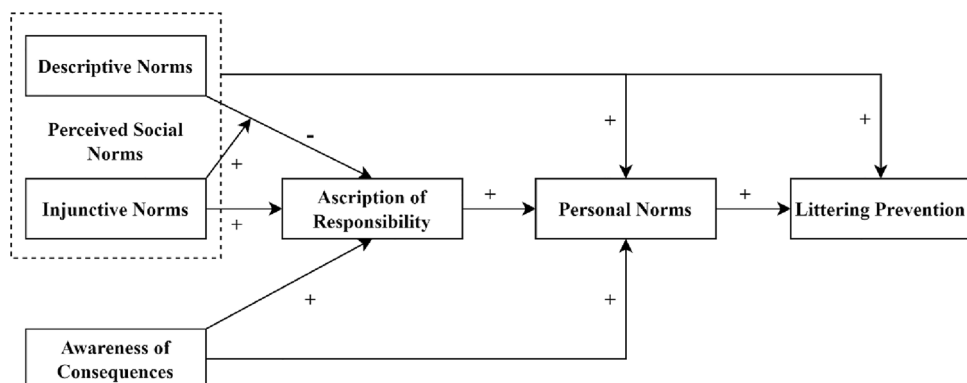 Descriptive Norms
Perceived Social
Norms
Injunctive Norms
Awareness of
Consequences
Ascription of
Responsibility
Personal Norms
Littering Prevention
-
+
+
+
+
+
+
+
+